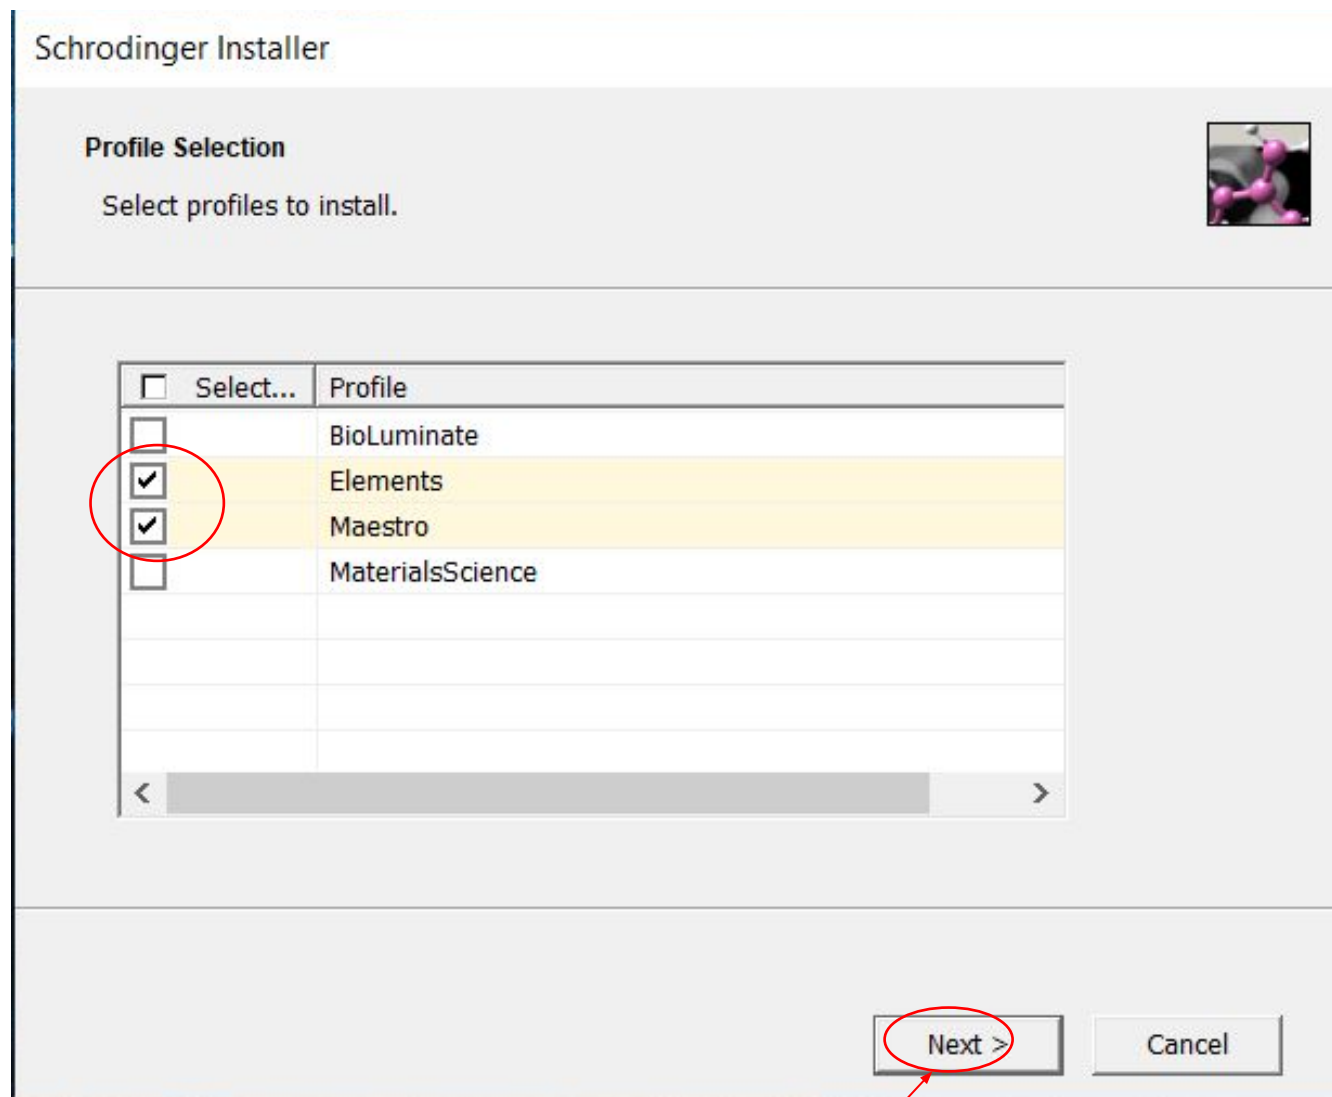 Schrodinger Installer
Profile Selection
Select profiles to install.
Select... Profile
BioLuminate
Elements
Maestro
MaterialsScience
Next > Cancel